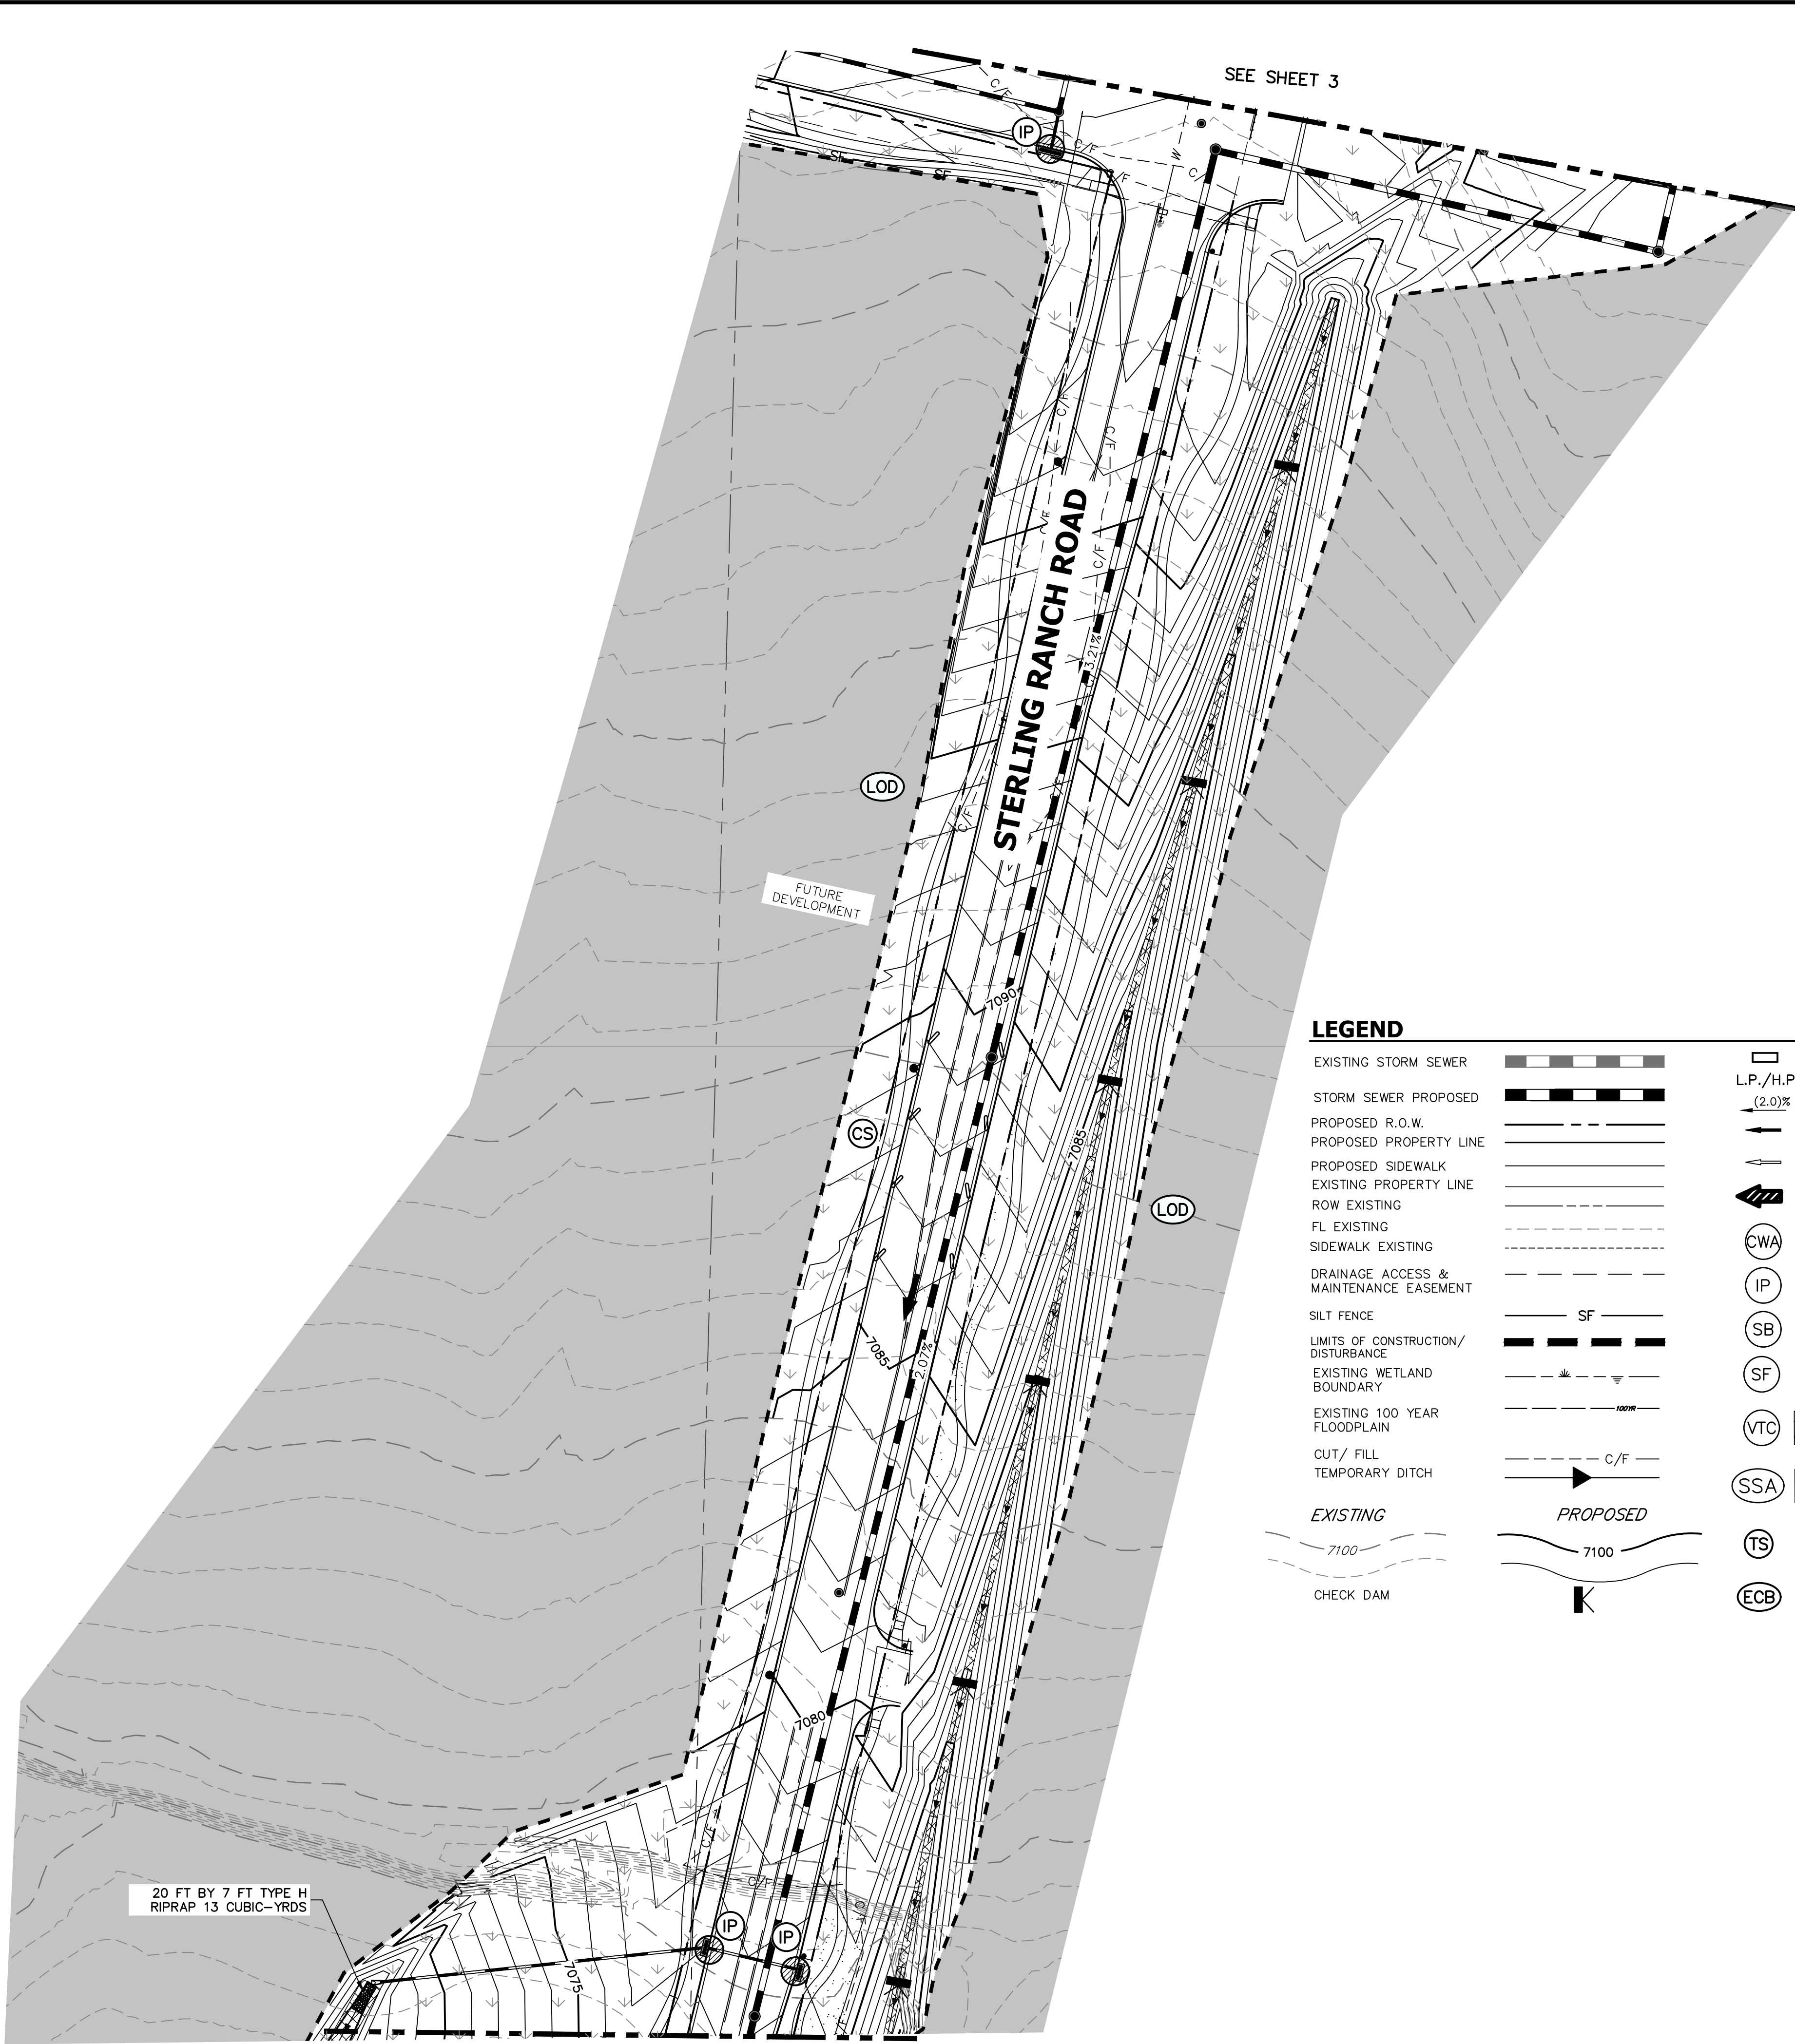 SEE SHEET 3
C/F
IP
C/F
C/F
W
C/
SF
SF
C/F
C/F
C/F
C/F
STERLING RANCH ROAD
3.21%
LOD
C/F
FUTURE
DEVELOPMENT
7090
CS
7085
LOD
7085
2.07%
7080
C/F
C/F
20 FT BY 7 FT TYPE H
RIPRAP 13 CUBIC-YRDS
IP
IP
7075
LEGEND
EXISTING STORM SEWER
STORM SEWER PROPOSED
PROPOSED R.O.W.
PROPOSED PROPERTY LINE
PROPOSED SIDEWALK
EXISTING PROPERTY LINE
ROW EXISTING
FL EXISTING
SIDEWALK EXISTING
DRAINAGE ACCESS &
MAINTENANCE EASEMENT
SILT FENCE SF
LIMITS OF CONSTRUCTION/
DISTURBANCE
EXISTING WETLAND
BOUNDARY
EXISTING 100 YEAR
FLOODPLAIN
100YR
CUT/ FILL C/F
TEMPORARY DITCH
EXISTING PROPOSED
7100 7100
CHECK DAM
L.P./H.P
(2.0)%
CWA
IP
SB
SF
VTC
SSA
TS
ECB